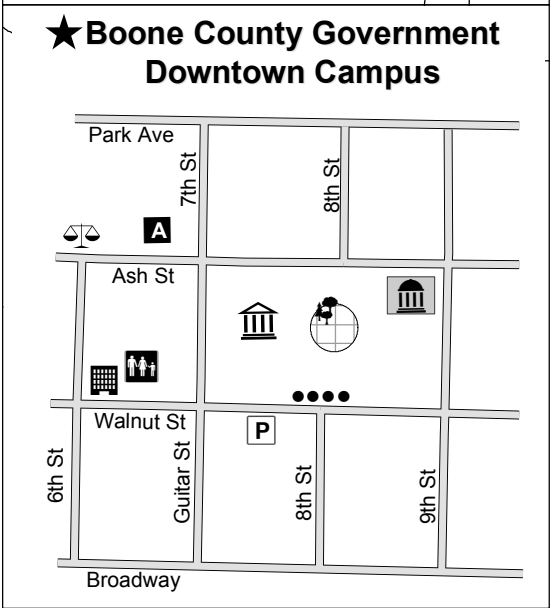 Boone County Government
Downtown Campus
Park Ave
7th St
8th St
A
Ash St
Walnut St
P
6th St
Guitar St
8th St
9th St
Broadway